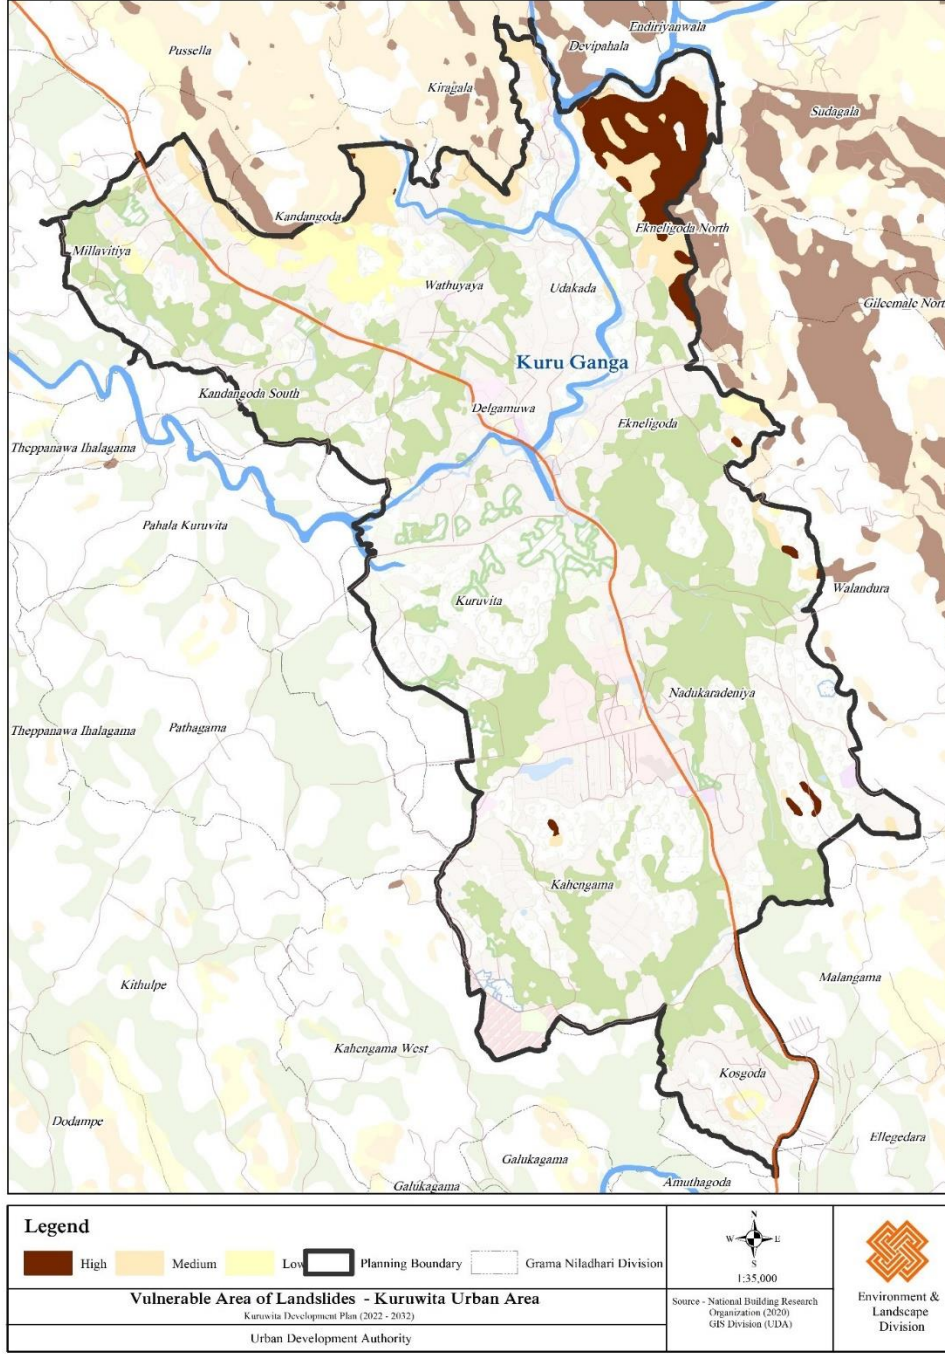 Endiriyanwala
Devipahala
Pussella
Kiragala
Sudagala
Kandangoda
Ekneligoda North
Millavitiya
Wathuyaya
Udakada
Gileemale Nort
Kuru Ganga
Kandangoda South
Delgamuwa
Ekneligoda
Theppanawa Ihalagama
Pahala Kuruvita
Walandura
Kuruvita
Nadukaradeniya
Theppanawa Ihalagama
Pathagama
Kahengama
Kithulpe
Malangama
Kahengama West
Kosgoda
Dodampe
Ellegedara
Galukagama
Galukagama
Amuthagoda
Legend
High
Medium
Low
Planning Boundary
Grama Niladhari Division
N
W E
S
1:35,000
Vulnerable Area of Landslides - Kuruwita Urban Area
Kuruwita Development Plan (2022 - 2032)
Urban Development Authority
Source - National Building Research
Organization (2020)
GIS Division (UDA)
Environment &
Landscape
Division